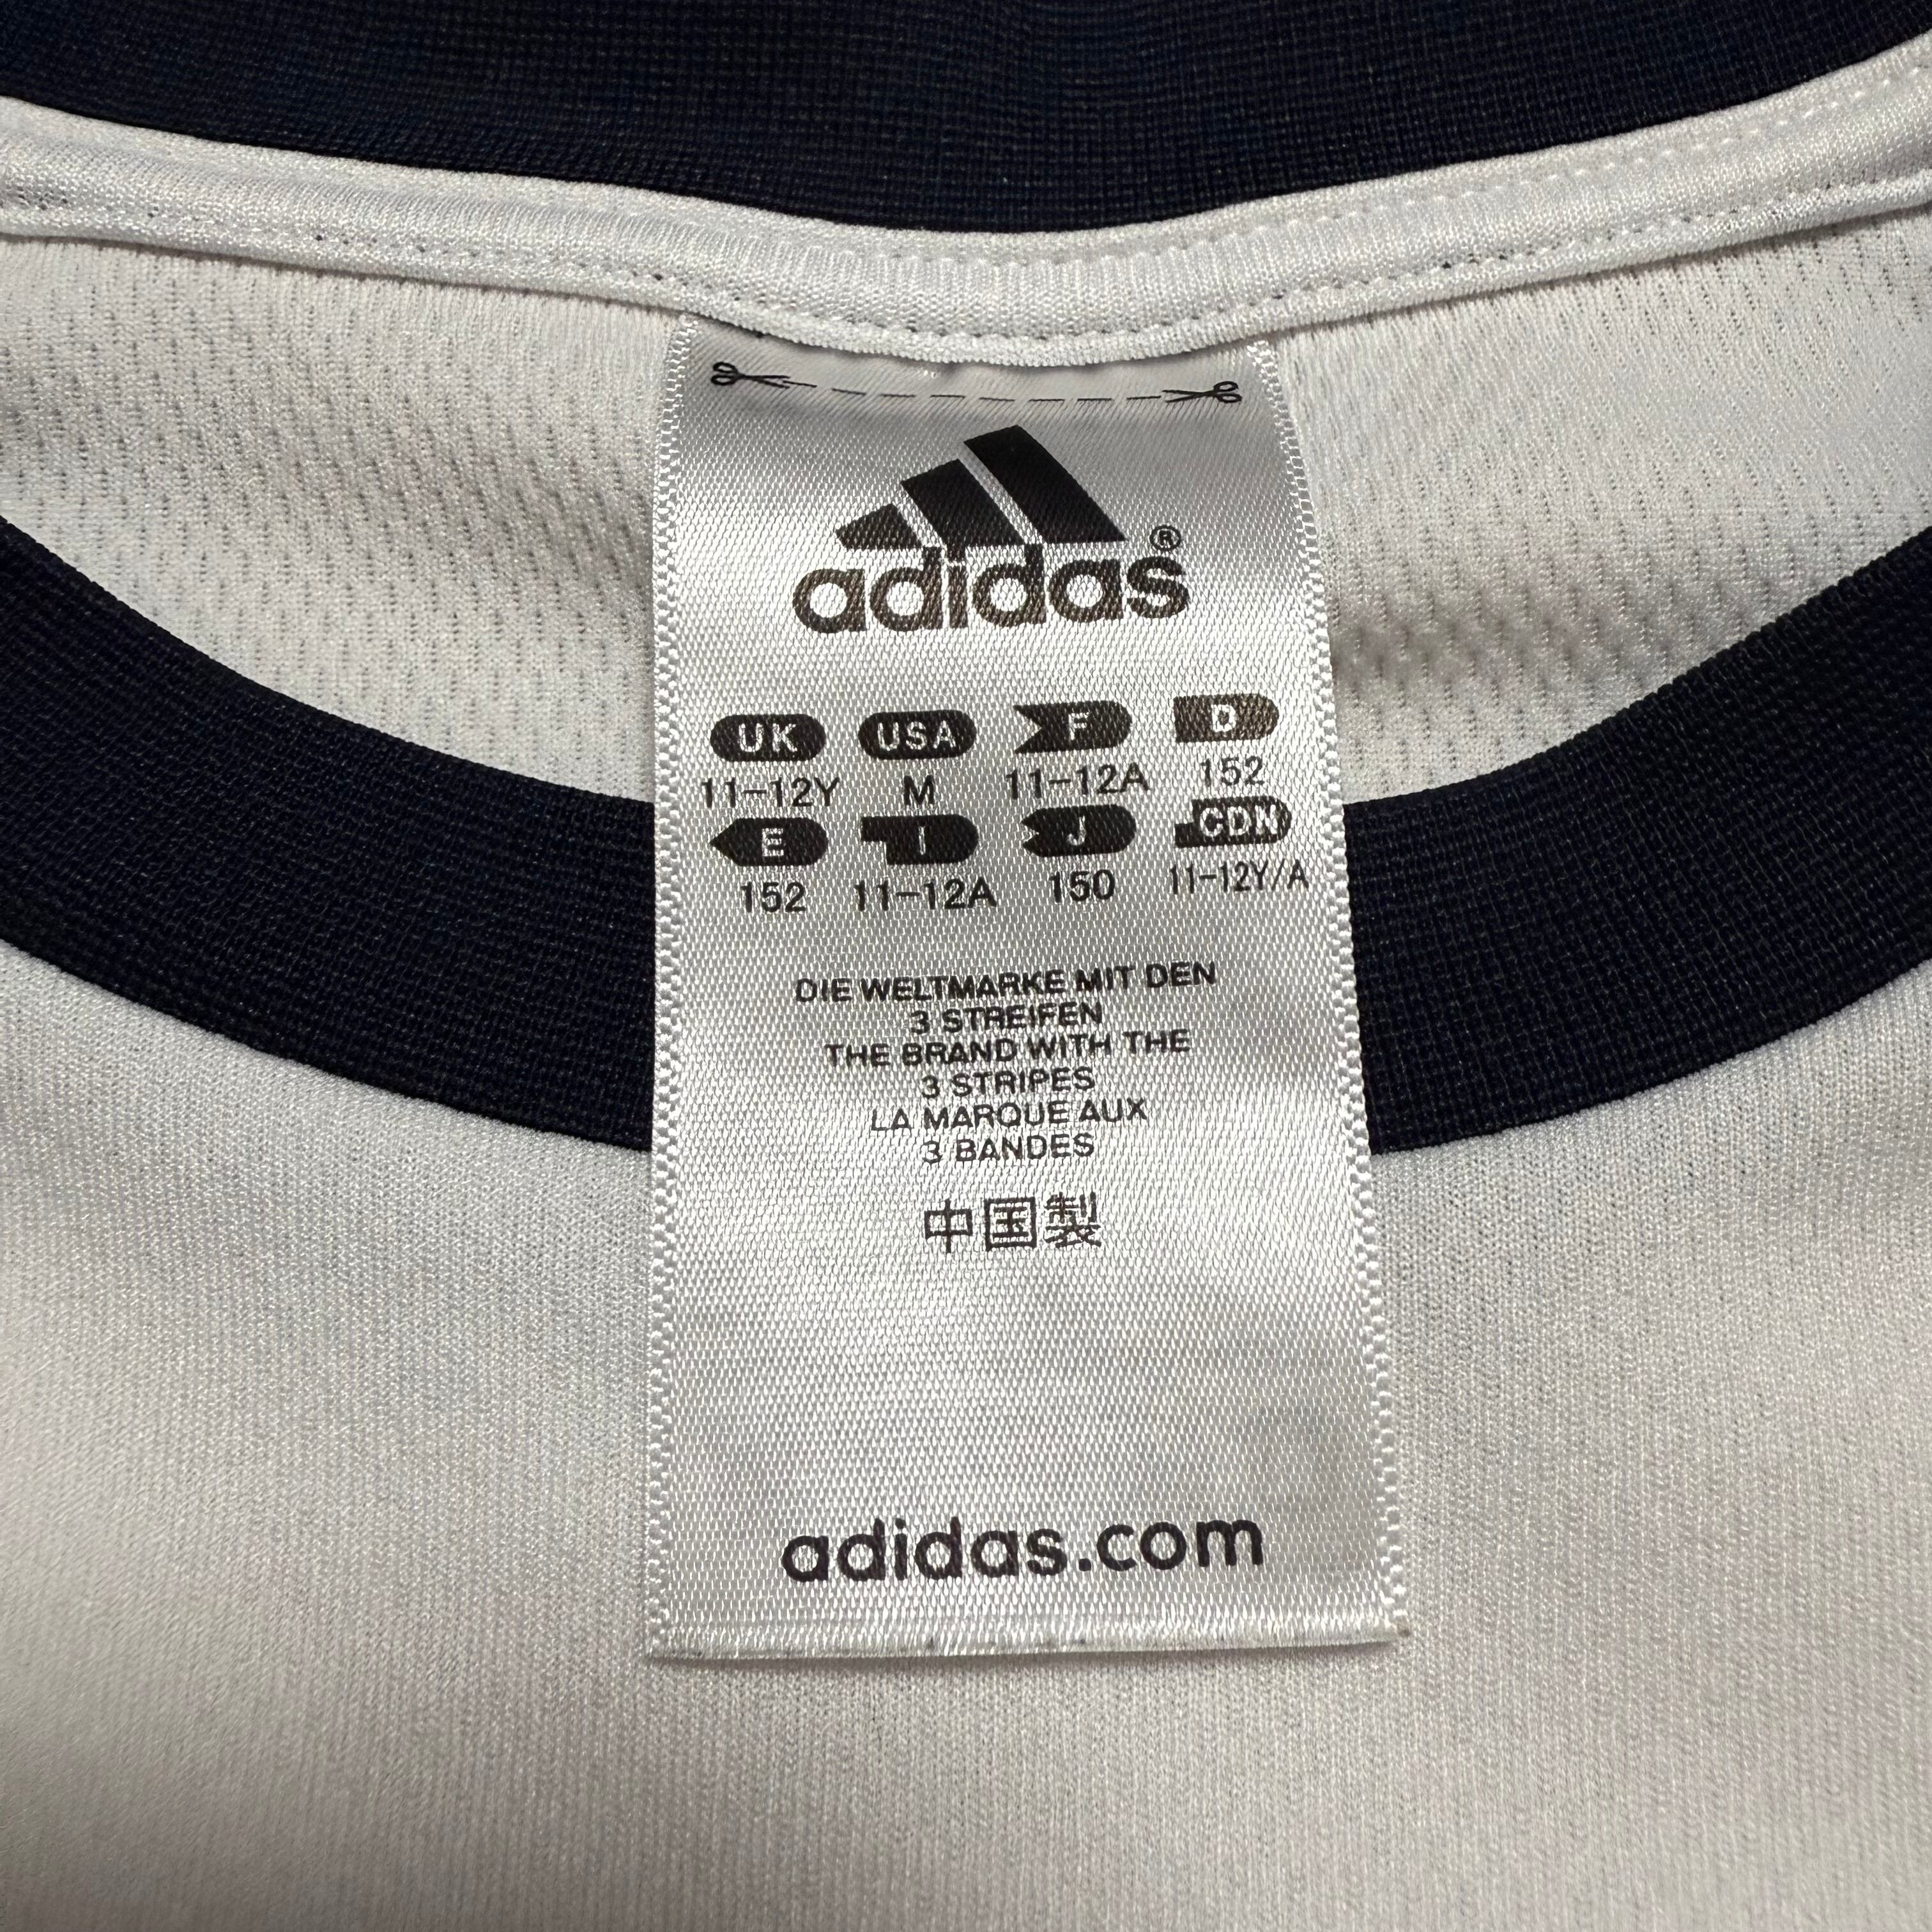 adidas®
UK USA F D
11-12Y M 11-12A 152
E I J CDN
152 11-12A 150 11-12Y/A
DIE WELTMARKE MIT DEN
3 STREIFEN
THE BRAND WITH THE
3 STRIPES
LA MARQUE AUX
3 BANDES
中国製
adidas.com